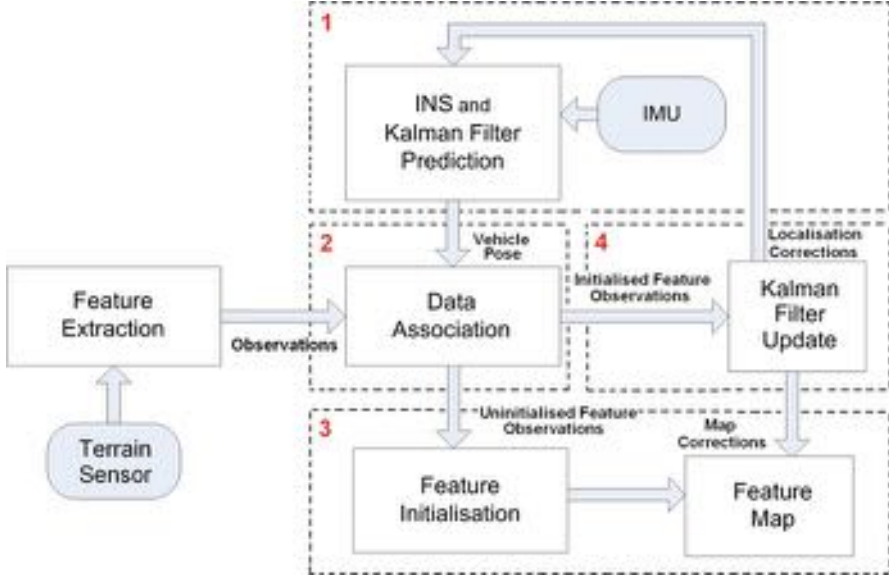 1
INS and
Kalman Filter
Prediction
IMU
2
Vehicle
Pose
4
Localisation
Corrections
Feature
Extraction
Observations
Data
Association
Initialised Feature
Observations
Kalman
Filter
Update
Terrain
Sensor
3
Uninitialised Feature
Observations
Map
Corrections
Feature
Initialisation
Feature
Map